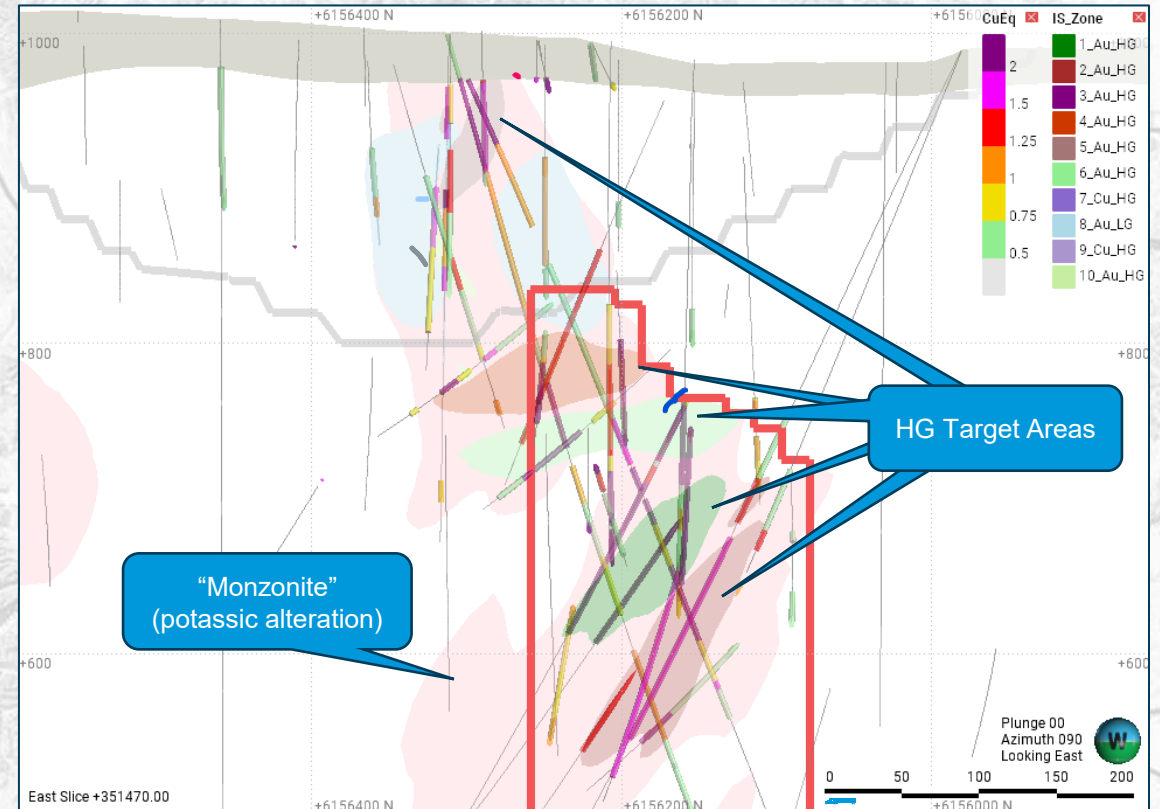 +6156400 N
+6156200 N
+6156000 N
+1000
CuEq
2
1.5
1.25
1
0.75
0.5
IS_Zone
1_Au_HG
2_Au_HG
3_Au_HG
4_Au_HG
5_Au_HG
6_Au_HG
7_Cu_HG
8_Au_LG
9_Cu_HG
10_Au_HG
+800
+800
HG Target Areas
“Monzonite”
(potassic alteration)
+600
+600
Plunge 00
Azimuth 090
Looking East
W
0 50 100 150 200
East Slice +351470.00
+6156400 N
+6156200 N
+6156000 N